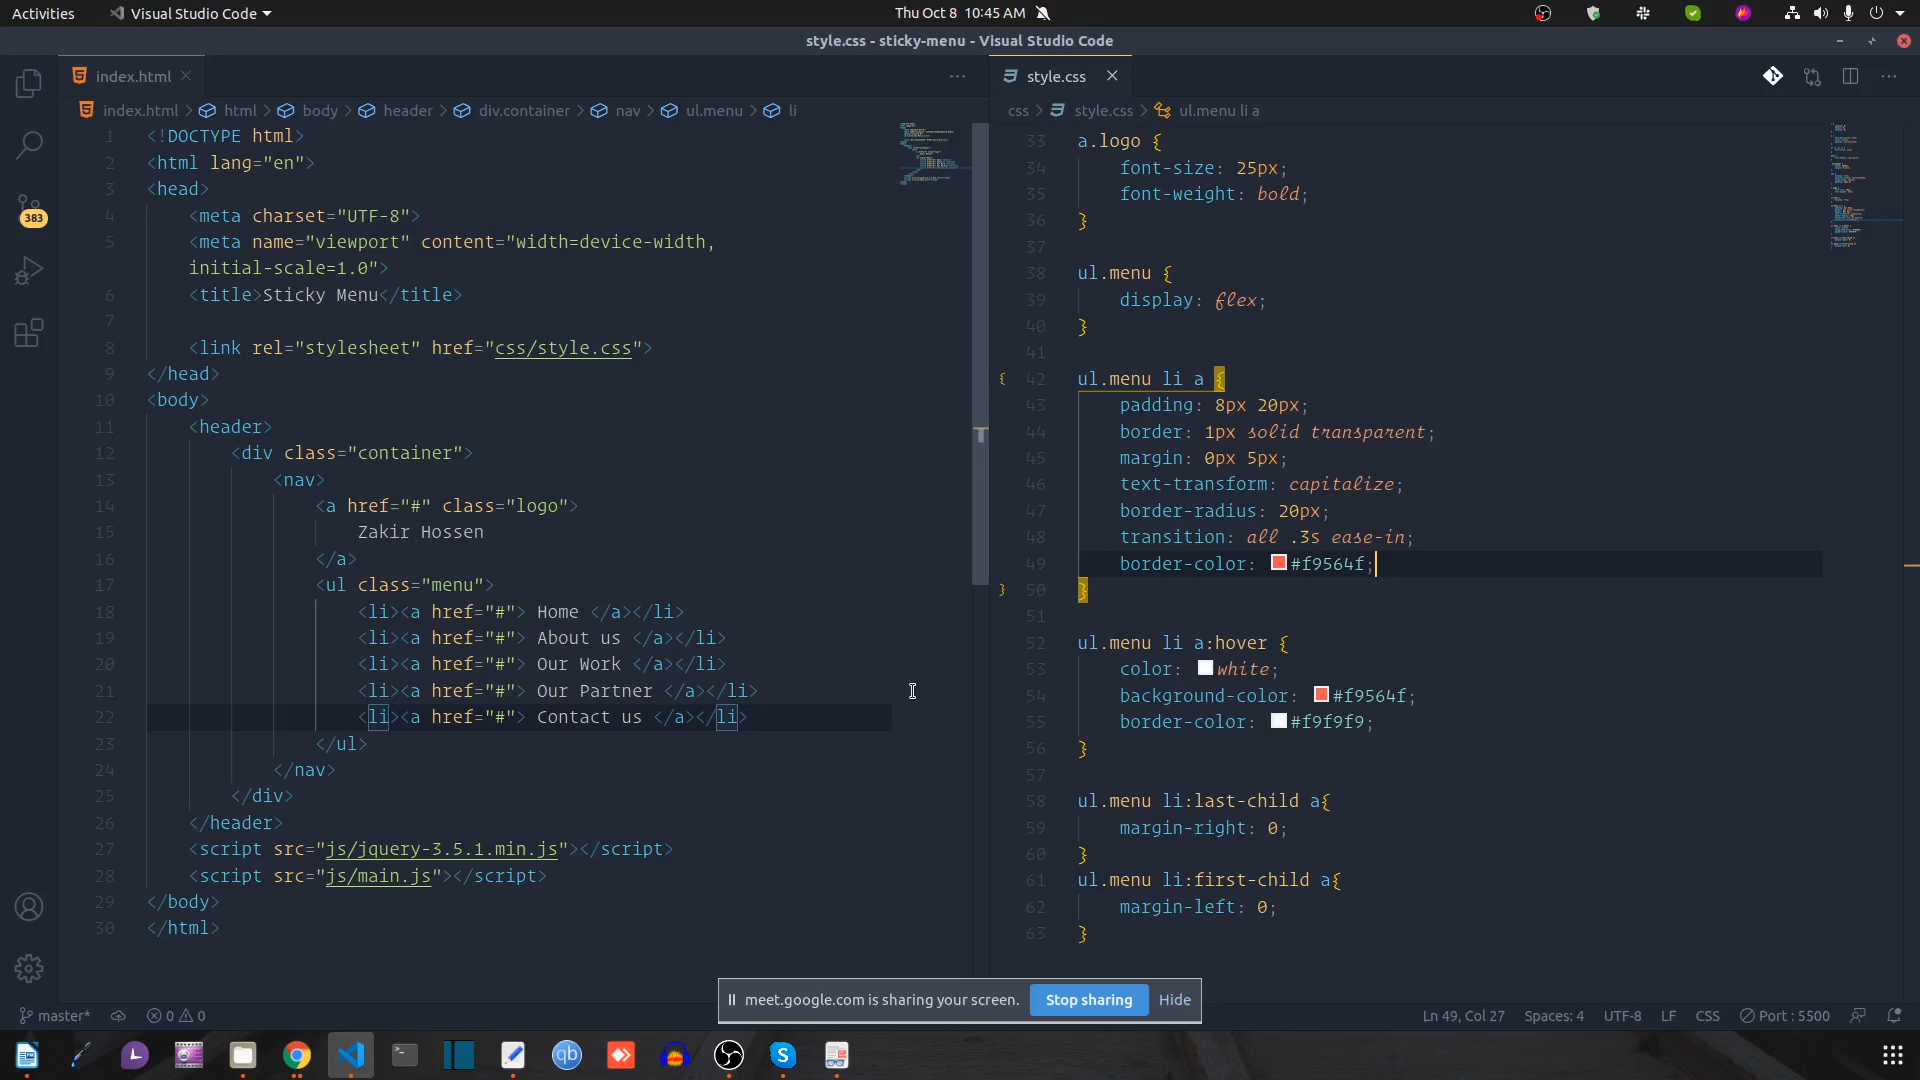 Activities
Visual Studio Code
Thu Oct 8 10:45 AM
style.css - sticky-menu - Visual Studio Code
index.html
index.html > html > body > header > div.container > nav > ul.menu > li
1 <!DOCTYPE html>
2 <html lang="en">
3 <head>
4 <meta charset="UTF-8">
5 <meta name="viewport" content="width=device-width,
initial-scale=1.0">
6 <title>Sticky Menu</title>
7
8 <link rel="stylesheet" href="css/style.css">
9 </head>
10 <body>
11 <header>
12 <div class="container">
13 <nav>
14 <a href="#" class="logo">
15 Zakir Hossen
16 </a>
17 <ul class="menu">
18 <li><a href="#"> Home </a></li>
19 <li><a href="#"> About us </a></li>
20 <li><a href="#"> Our Work </a></li>
21 <li><a href="#"> Our Partner </a></li>
22 <li><a href="#"> Contact us </a></li>
23 </ul>
24 </nav>
25 </div>
26 </header>
27 <script src="js/jquery-3.5.1.min.js"></script>
28 <script src="js/main.js"></script>
29 </body>
30 </html>
383
style.css
css > style.css > ul.menu li a
33 a.logo {
34 font-size: 25px;
35 font-weight: bold;
36 }
37
38 ul.menu {
39 display: flex;
40 }
41
42 ul.menu li a {
43 padding: 8px 20px;
44 border: 1px solid transparent;
45 margin: 0px 5px;
46 text-transform: capitalize;
47 border-radius: 20px;
48 transition: all .3s ease-in;
49 border-color: #f9564f;
50 }
51
52 ul.menu li a:hover {
53 color: white;
54 background-color: #f9564f;
55 border-color: #f9f9f9;
56 }
57
58 ul.menu li:last-child a{
59 margin-right: 0;
60 }
61 ul.menu li:first-child a{
62 margin-left: 0;
63 }
meet.google.com is sharing your screen.
Stop sharing
Hide
master*
0 0
Ln 49, Col 27
Spaces: 4
UTF-8
LF
CSS
Port : 5500
qb